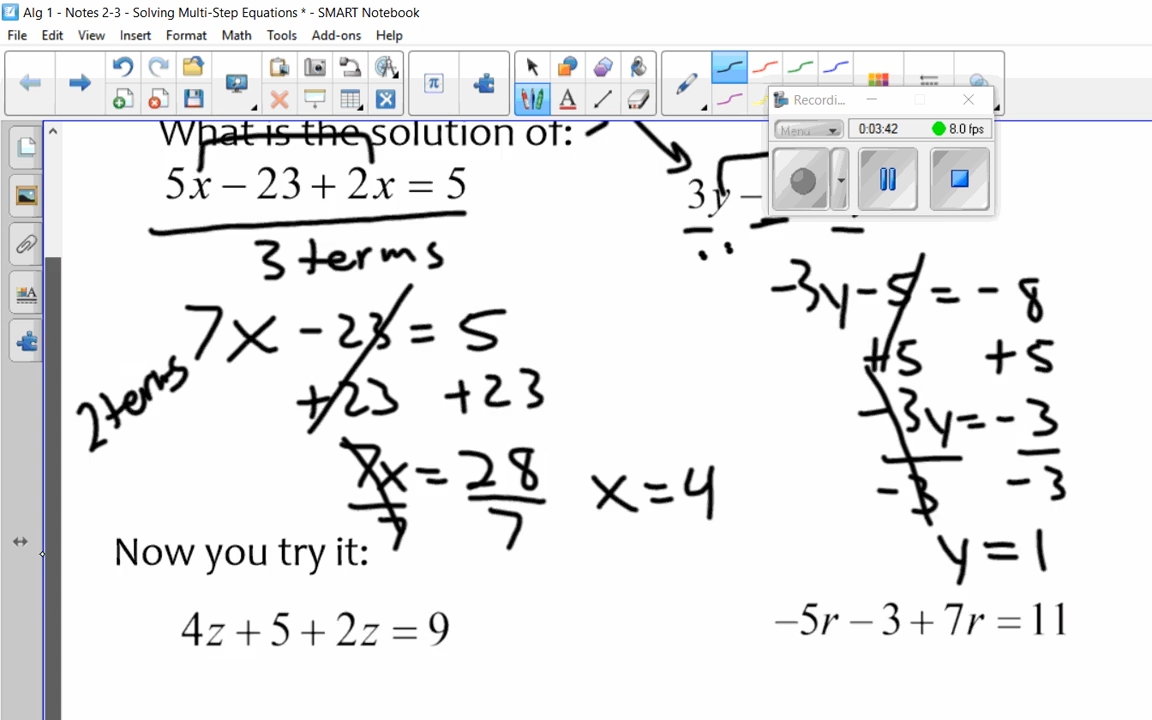 Alg 1 - Notes 2-3 - Solving Multi-Step Equations * - SMART Notebook
File Edit View Insert Format Math Tools Add-ons Help
Recordi...
Menu 0:03:42 8.0 fps
What is the solution of:
5x − 23 + 2x = 5
3y −
3 terms
7x - 23 = 5
+23 +23
2 terms
7x = 28
7 7
x = 4
-3y - 5 = - 8
+5 +5
-3y = - 3
-3 -3
y = 1
Now you try it:
4z + 5 + 2z = 9
−5r − 3 + 7r = 11